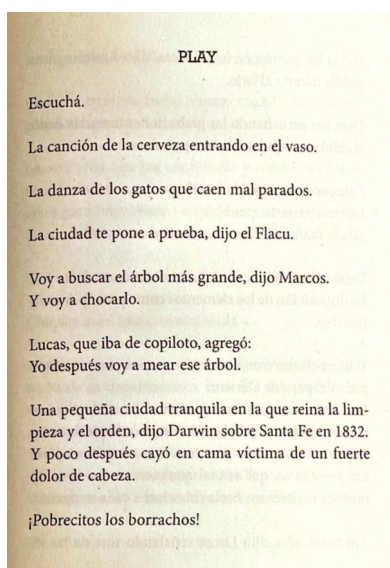 PLAY
Escuchá.
La canción de la cerveza entrando en el vaso.
La danza de los gatos que caen mal parados.
La ciudad te pone a prueba, dijo el Flacu.
Voy a buscar el árbol más grande, dijo Marcos.
Y voy a chocarlo.
Lucas, que iba de copiloto, agregó:
Yo después voy a mear ese árbol.
Una pequeña ciudad tranquila en la que reina la lim-
pieza y el orden, dijo Darwin sobre Santa Fe en 1832.
Y poco después cayó en cama víctima de un fuerte
dolor de cabeza.
¡Pobrecitos los borrachos!